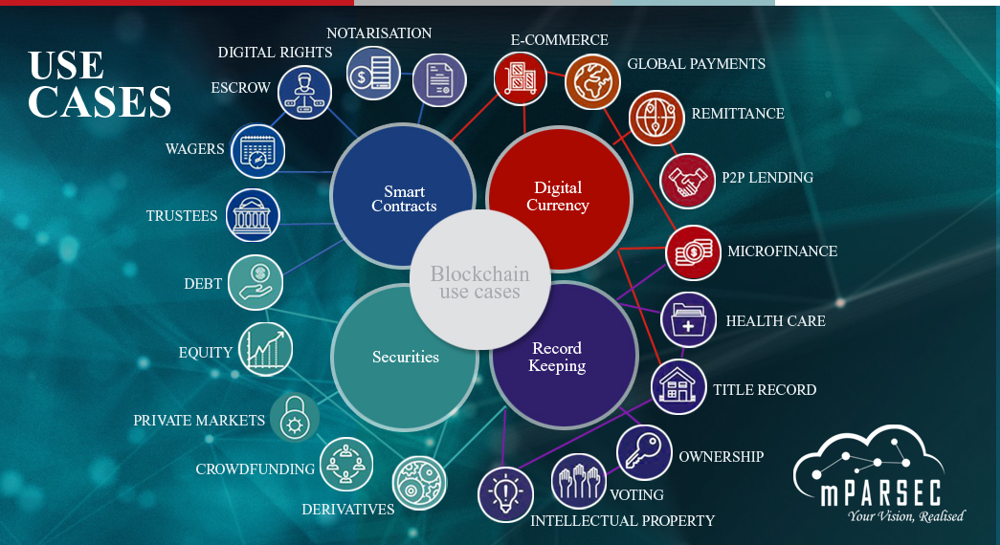 USE
CASES
NOTARISATION
DIGITAL RIGHTS
ESCROW
WAGERS
TRUSTEES
DEBT
EQUITY
PRIVATE MARKETS
CROWDFUNDING
DERIVATIVES
E-COMMERCE
GLOBAL PAYMENTS
REMITTANCE
P2P LENDING
MICROFINANCE
HEALTH CARE
TITLE RECORD
OWNERSHIP
VOTING
INTELLECTUAL PROPERTY
Smart
Contracts
Digital
Currency
Blockchain
use cases
Securities
Record
Keeping
mPARSEC
Your Vision, Realised